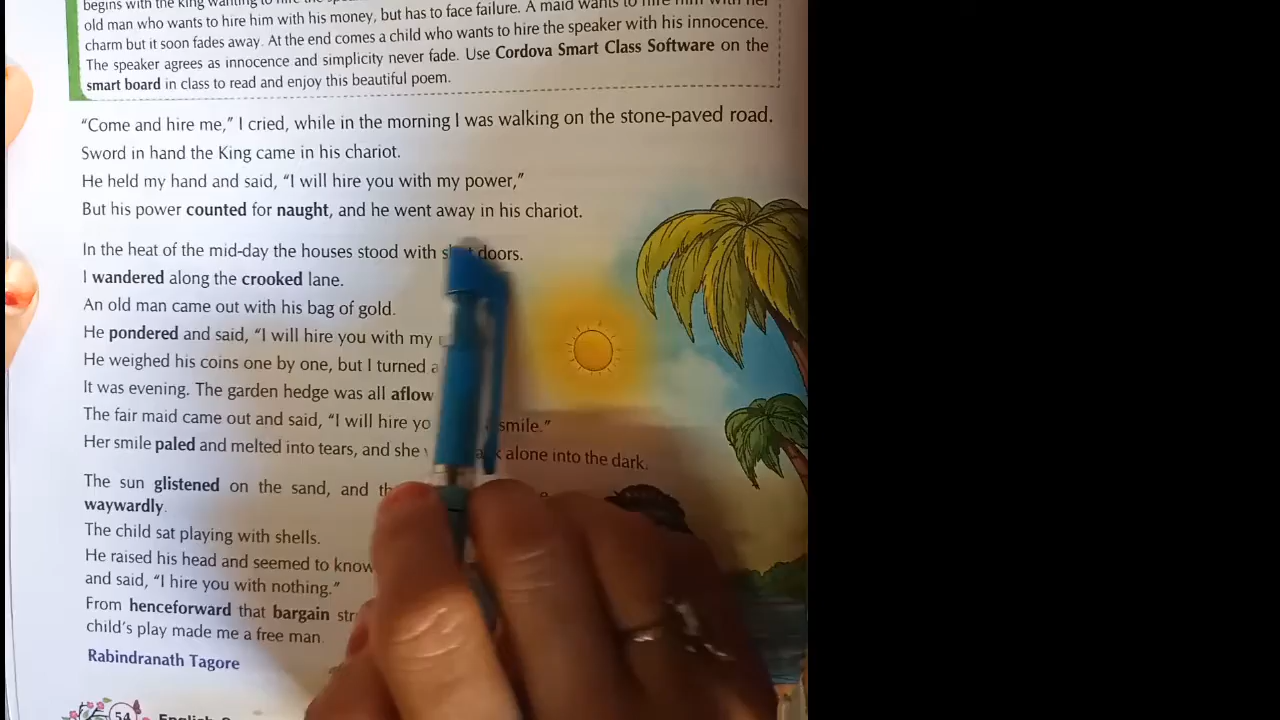 begins with the king wanting to hire the
old man who wants to hire him with his money, but has to face failure. A maid wants to hire him with her
charm but it soon fades away. At the end comes a child who wants to hire the speaker with his innocence.
The speaker agrees as innocence and simplicity never fade. Use Cordova Smart Class Software on the
smart board in class to read and enjoy this beautiful poem.
“Come and hire me,” I cried, while in the morning I was walking on the stone-paved road.
Sword in hand the King came in his chariot.
He held my hand and said, “I will hire you with my power,”
But his power counted for naught, and he went away in his chariot.
In the heat of the mid-day the houses stood with doors.
I wandered along the crooked lane.
An old man came out with his bag of gold.
He pondered and said, “I will hire you with my
He weighed his coins one by one, but I turned
It was evening. The garden hedge was all aflow
The fair maid came out and said, “I will hire smile.”
Her smile paled and melted into tears, and she alone into the dark.
The sun glistened on the sand, and
waywardly.
The child sat playing with shells.
He raised his head and seemed to know
and said, “I hire you with nothing.”
From henceforward that bargain
child's play made me a free man.
Rabindranath Tagore
54 English